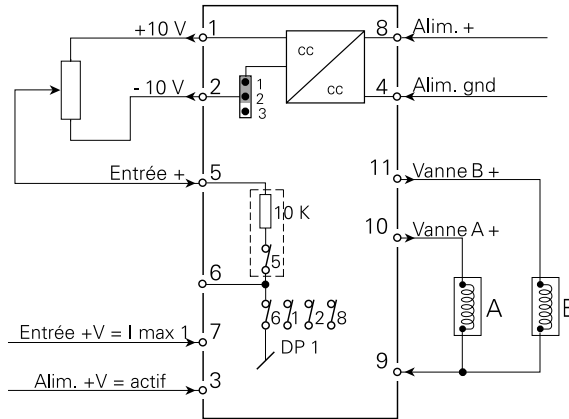 +10 V
1
8
Alim. +
cc
cc
- 10 V
2
1
2
3
4
Alim. gnd
Entrée +
5
11
Vanne B +
10 K
10
Vanne A +
5
6
6 1 2 8
A
B
Entrée +V = I max 1
7
DP 1
9
Alim. +V = actif
3